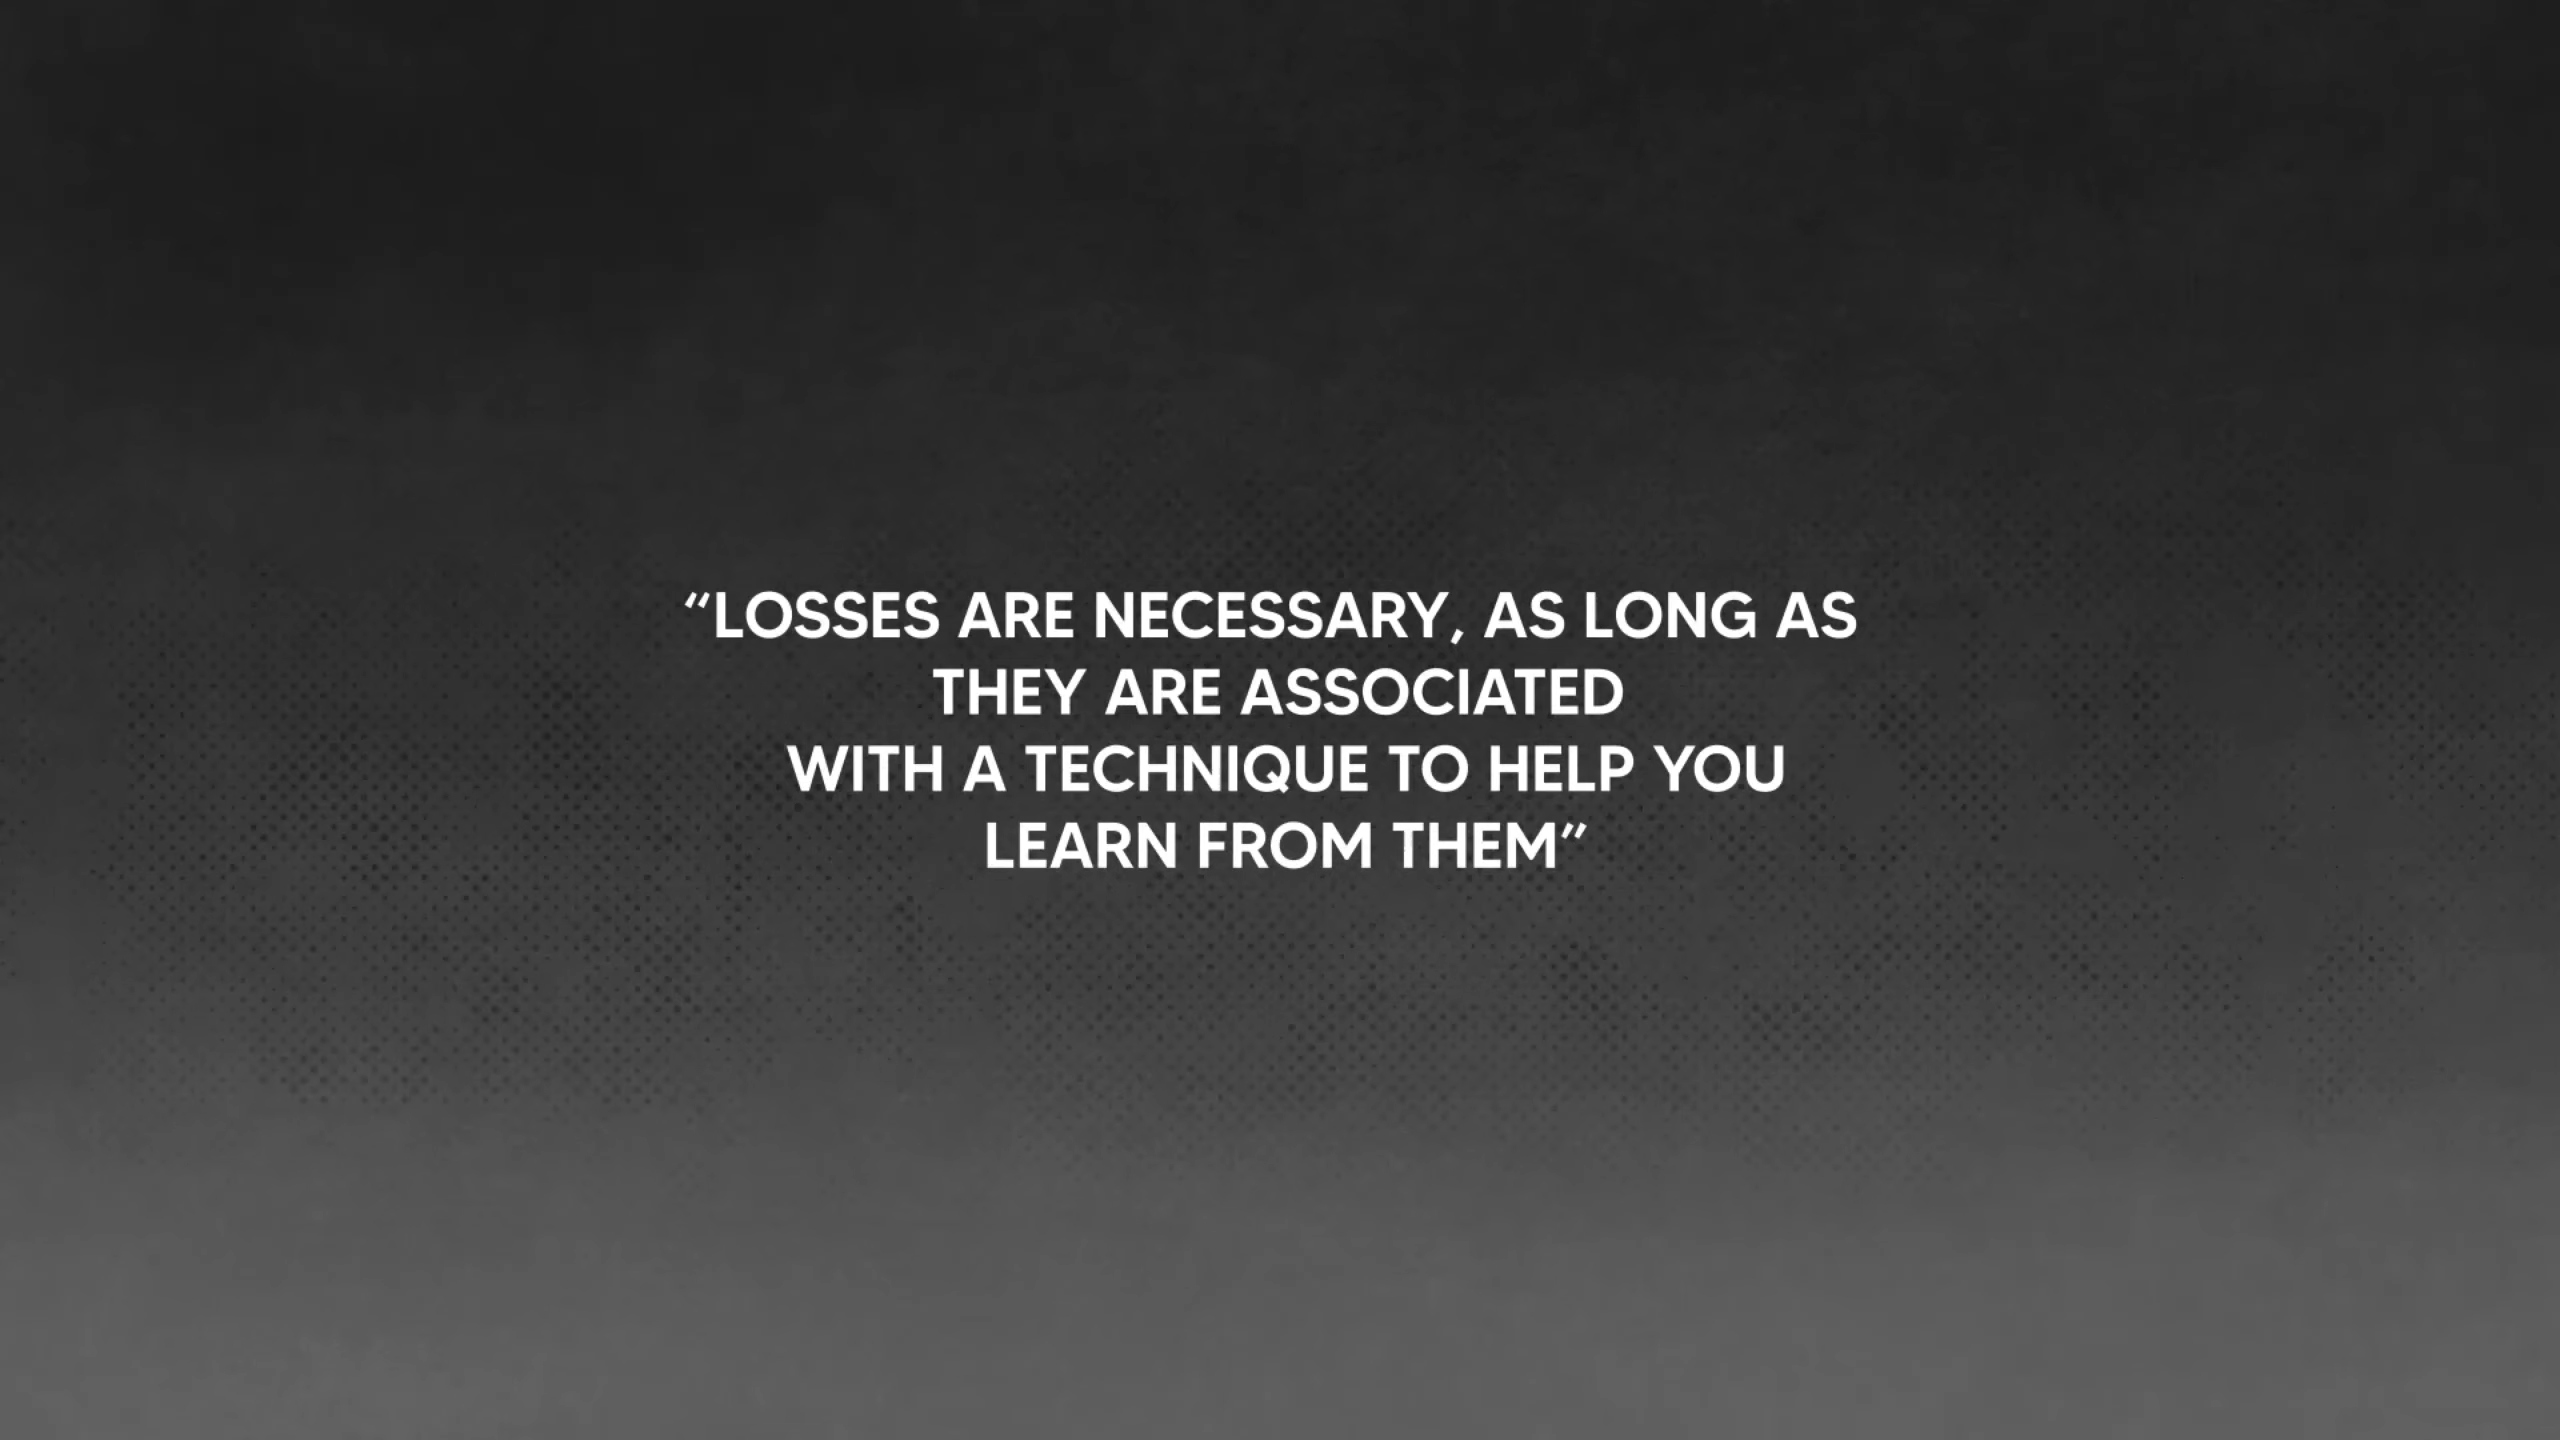 “LOSSES ARE NECESSARY, AS LONG AS
THEY ARE ASSOCIATED
WITH A TECHNIQUE TO HELP YOU
LEARN FROM THEM”